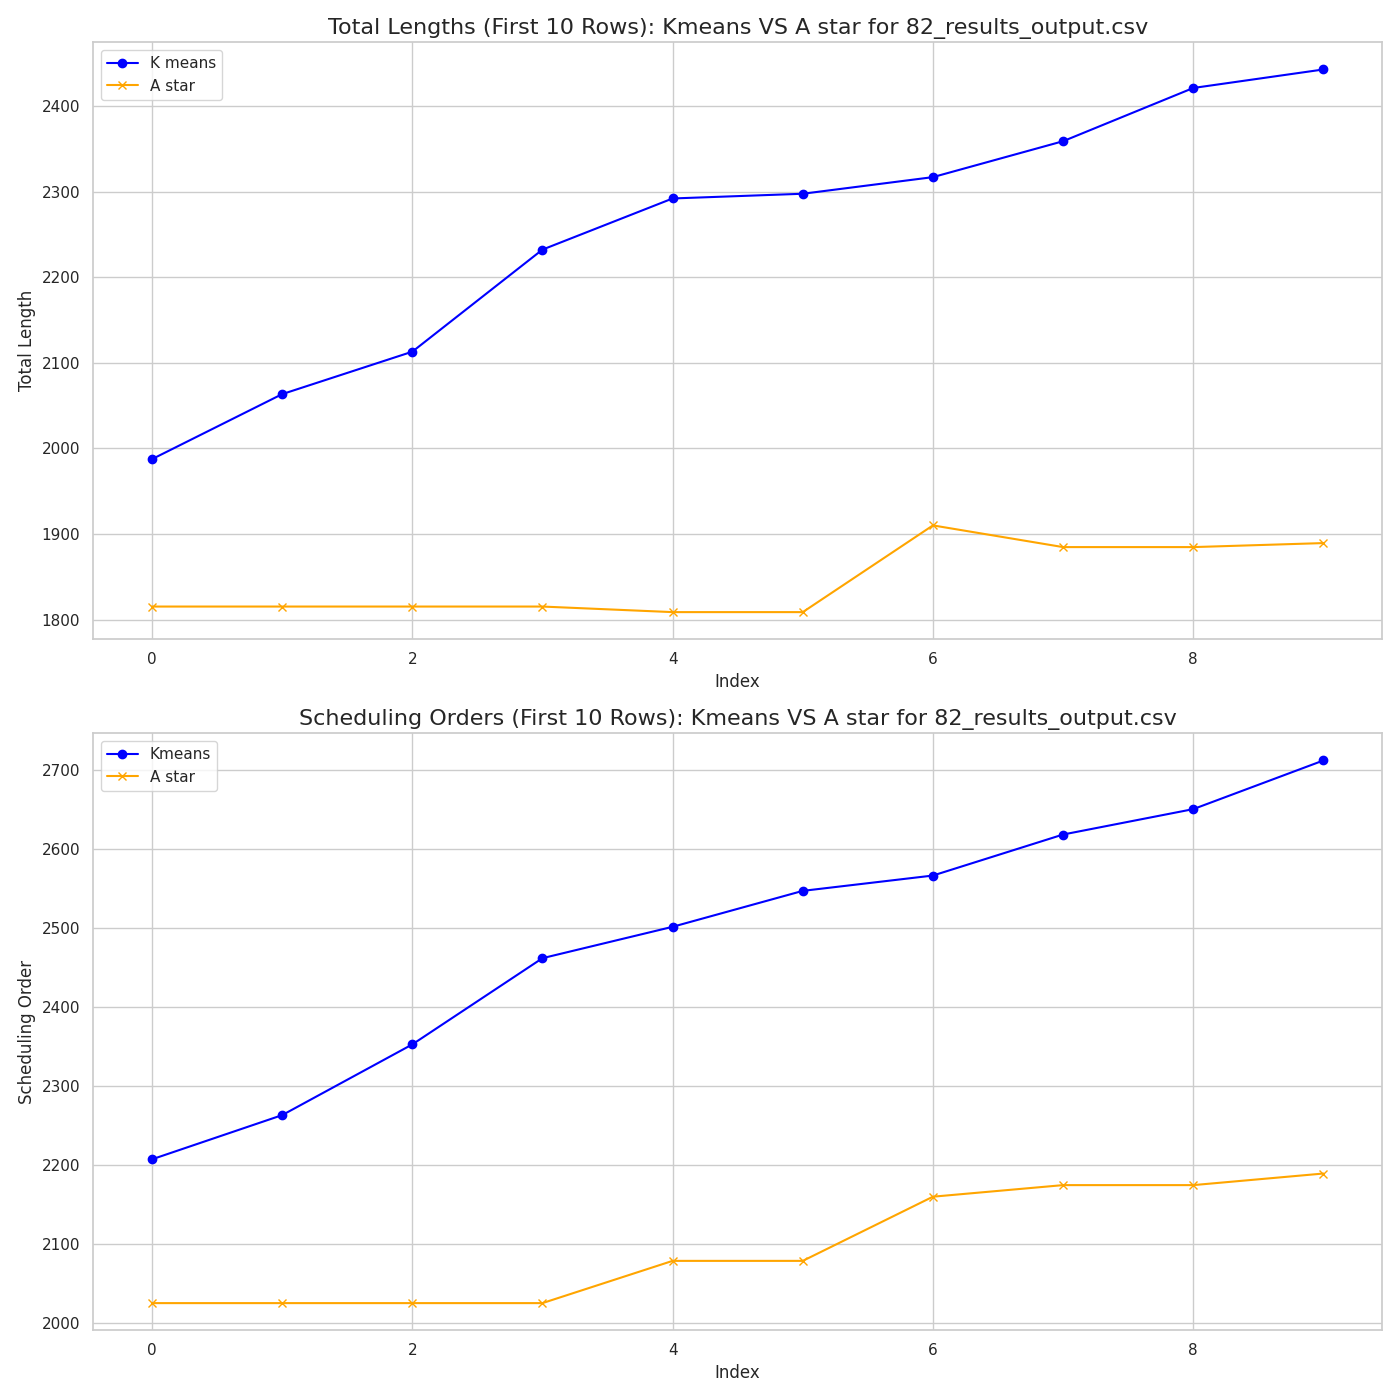 Total Lengths (First 10 Rows): Kmeans VS A star for 82_results_output.csv
K means
A star
2400
2300
2200
2100
2000
1900
1800
Total Length
0 2 4 6 8
Index
Scheduling Orders (First 10 Rows): Kmeans VS A star for 82_results_output.csv
Kmeans
A star
2700
2600
2500
2400
2300
2200
2100
2000
Scheduling Order
0 2 4 6 8
Index